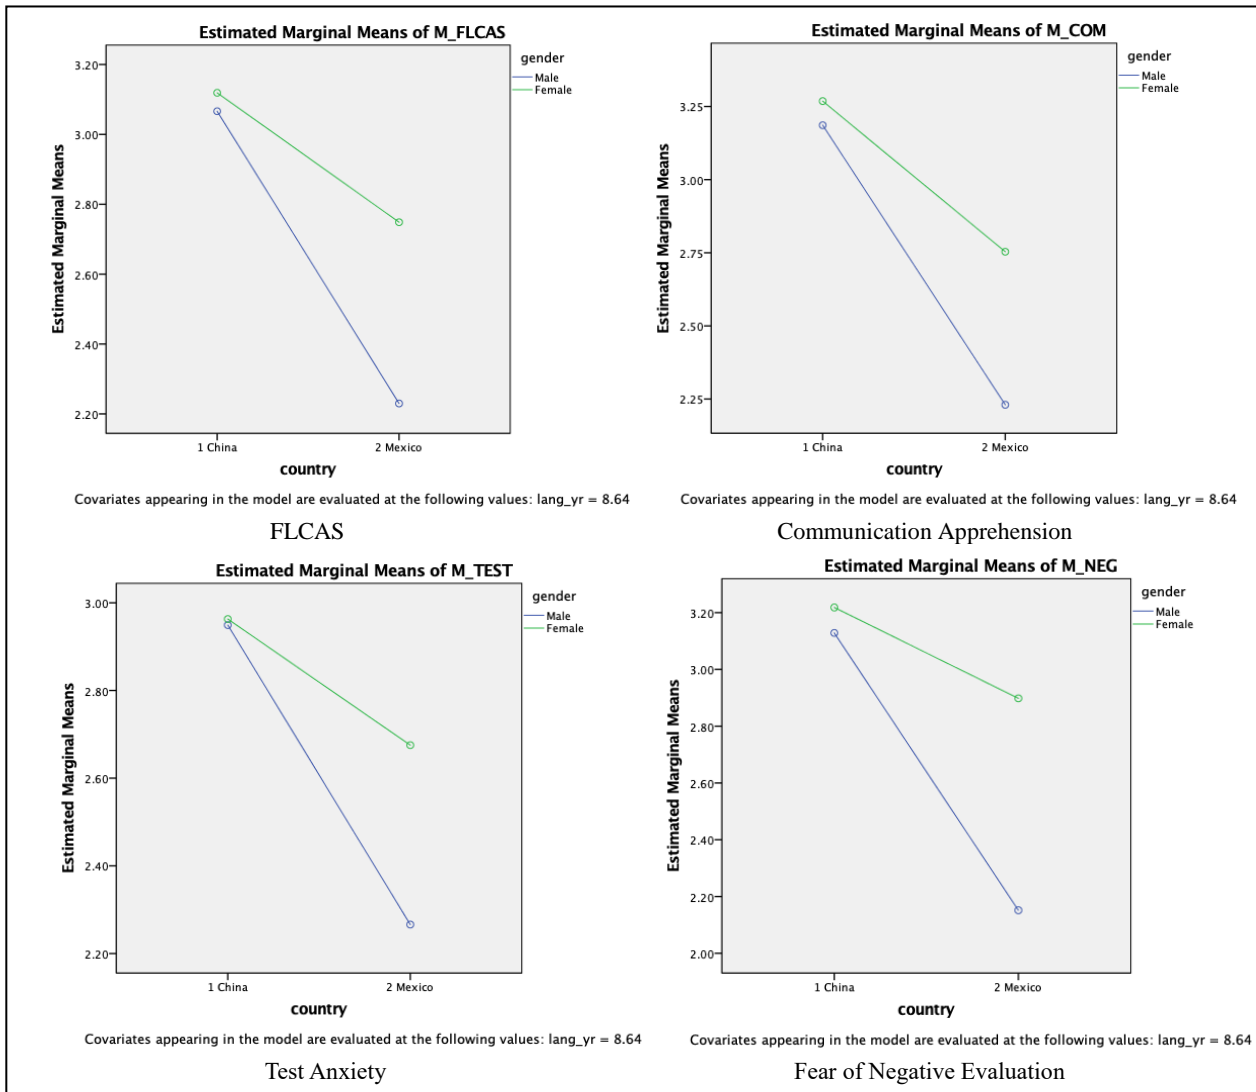 Estimated Marginal Means of M_FLCAS
gender
Male
Female
Estimated Marginal Means
3.20
3.00
2.80
2.60
2.40
2.20
1 China
2 Mexico
country
Covariates appearing in the model are evaluated at the following values: lang_yr = 8.64
FLCAS
Estimated Marginal Means of M_COM
gender
Male
Female
Estimated Marginal Means
3.25
3.00
2.75
2.50
2.25
1 China
2 Mexico
country
Covariates appearing in the model are evaluated at the following values: lang_yr = 8.64
Communication Apprehension
Estimated Marginal Means of M_TEST
gender
Male
Female
Estimated Marginal Means
3.00
2.80
2.60
2.40
2.20
1 China
2 Mexico
country
Covariates appearing in the model are evaluated at the following values: lang_yr = 8.64
Test Anxiety
Estimated Marginal Means of M_NEG
gender
Male
Female
Estimated Marginal Means
3.20
3.00
2.80
2.60
2.40
2.20
2.00
1 China
2 Mexico
country
Covariates appearing in the model are evaluated at the following values: lang_yr = 8.64
Fear of Negative Evaluation